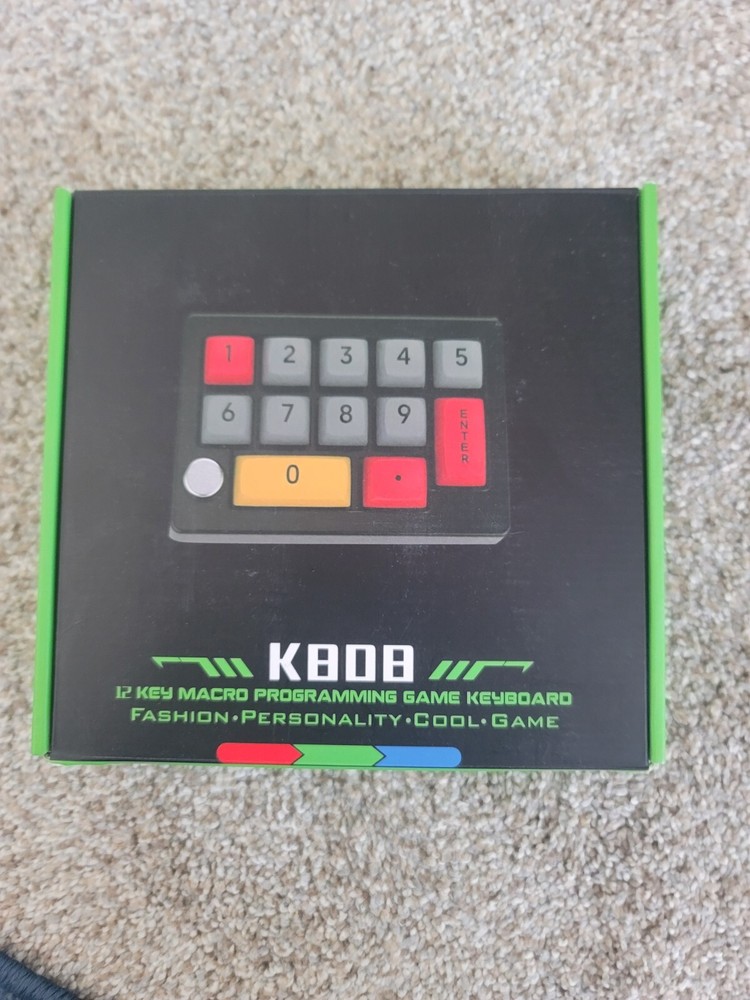 1 2 3 4 5
6 7 8 9 ENTER
0 .
K808
12 KEY MACRO PROGRAMMING GAME KEYBOARD
FASHION•PERSONALITY•COOL•GAME